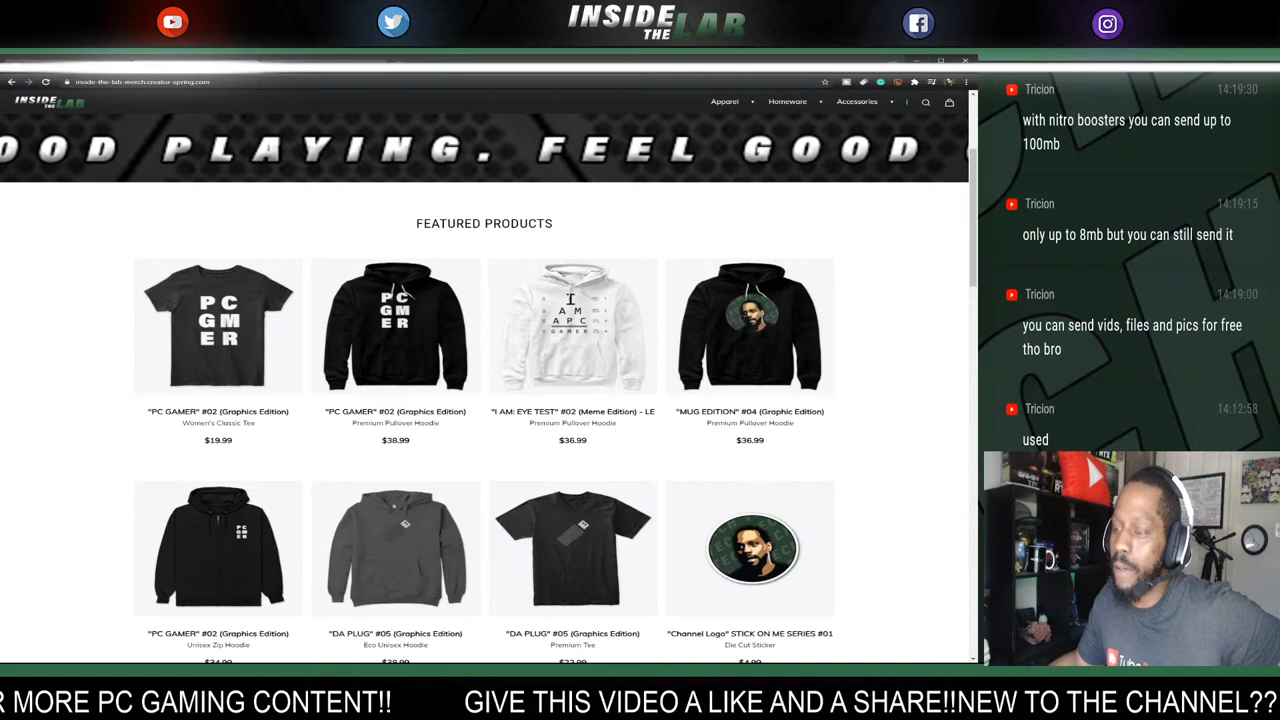 INSIDE
THE LAB
inside-the-lab-merch.creator-spring.com
INSIDE
THE LAB
Apparel
Homeware
Accessories
OOD PLAYING. FEEL GOOD
FEATURED PRODUCTS
P C
G M
E R
P C
G M
E R
I
A M
A P C
G A M E R
"PC GAMER" #02 (Graphics Edition)
Women's Classic Tee
$19.99
"PC GAMER" #02 (Graphics Edition)
Premium Pullover Hoodie
$38.99
"I AM: EYE TEST" #02 (Meme Edition) - LE
Premium Pullover Hoodie
$36.99
"MUG EDITION" #04 (Graphic Edition)
Premium Pullover Hoodie
$36.99
P C
G M
E R
"PC GAMER" #02 (Graphics Edition)
Unisex Zip Hoodie
$34.99
"DA PLUG" #05 (Graphics Edition)
Eco Unisex Hoodie
$38.99
"DA PLUG" #05 (Graphics Edition)
Premium Tee
$22.99
"Channel Logo" STICK ON ME SERIES #01
Die Cut Sticker
$4.99
Tricion 14:19:30
with nitro boosters you can send up to
100mb
Tricion 14:19:15
only up to 8mb but you can still send it
Tricion 14:19:00
you can send vids, files and pics for free
tho bro
Tricion 14:12:58
used
R MORE PC GAMING CONTENT!! GIVE THIS VIDEO A LIKE AND A SHARE!!NEW TO THE CHANNEL??